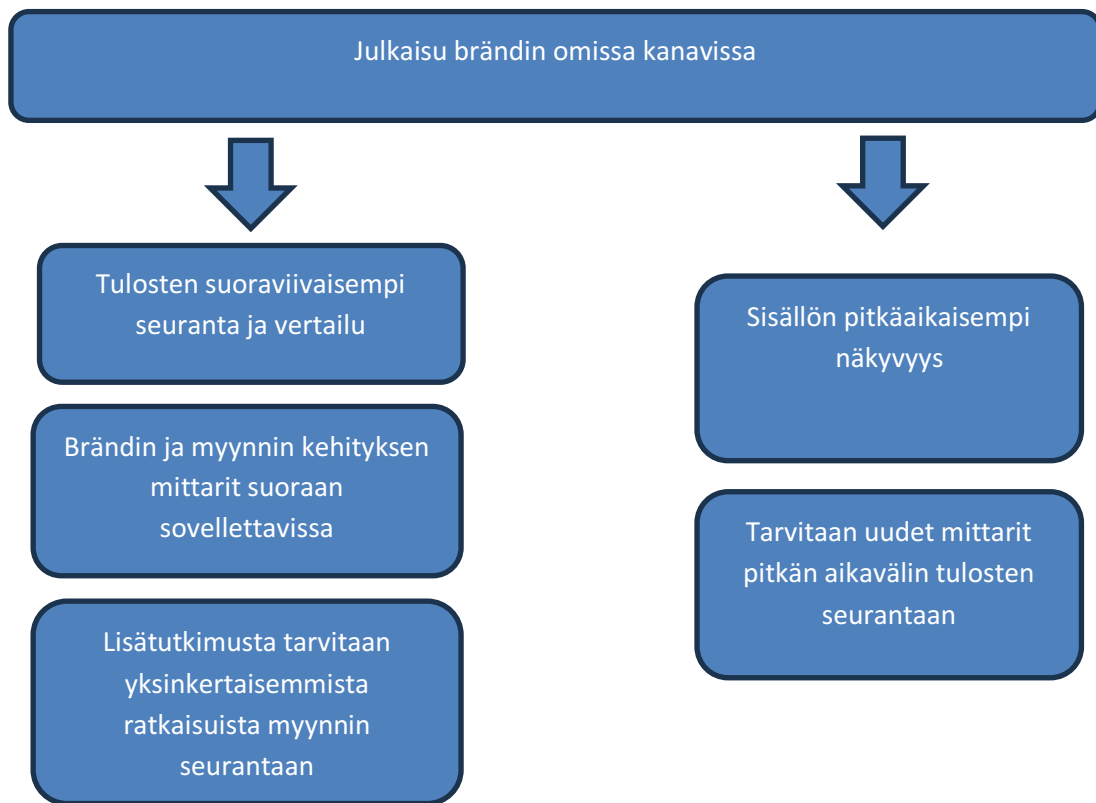 Julkaisu brändin omissa kanavissa
Tulosten suoraviivaisempi
seuranta ja vertailu
Brändin ja myynnin kehityksen
mittarit suoraan
sovellettavissa
Lisätutkimusta tarvitaan
yksinkertaisemmista
ratkaisuista myynnin
seurantaan
Sisällön pitkäaikaisempi
näkyvyys
Tarvitaan uudet mittarit
pitkän aikavälin tulosten
seurantaan